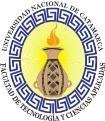 UNIVERSIDAD NACIONAL DE CATAMARCA
FACULTAD DE TECNOLOGÍA Y CIENCIAS APLICADAS